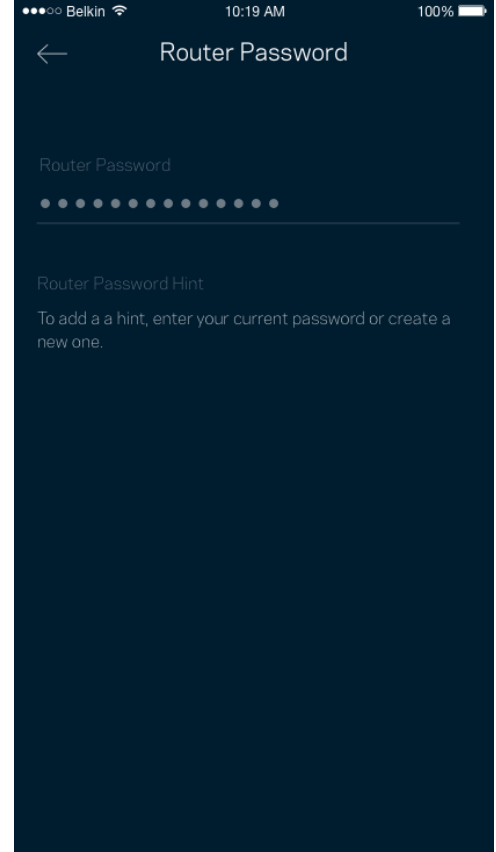 Belkin 10:19 AM 100%
Router Password
Router Password
●●●●●●●●●●●●●●
Router Password Hint
To add a a hint, enter your current password or create a
new one.